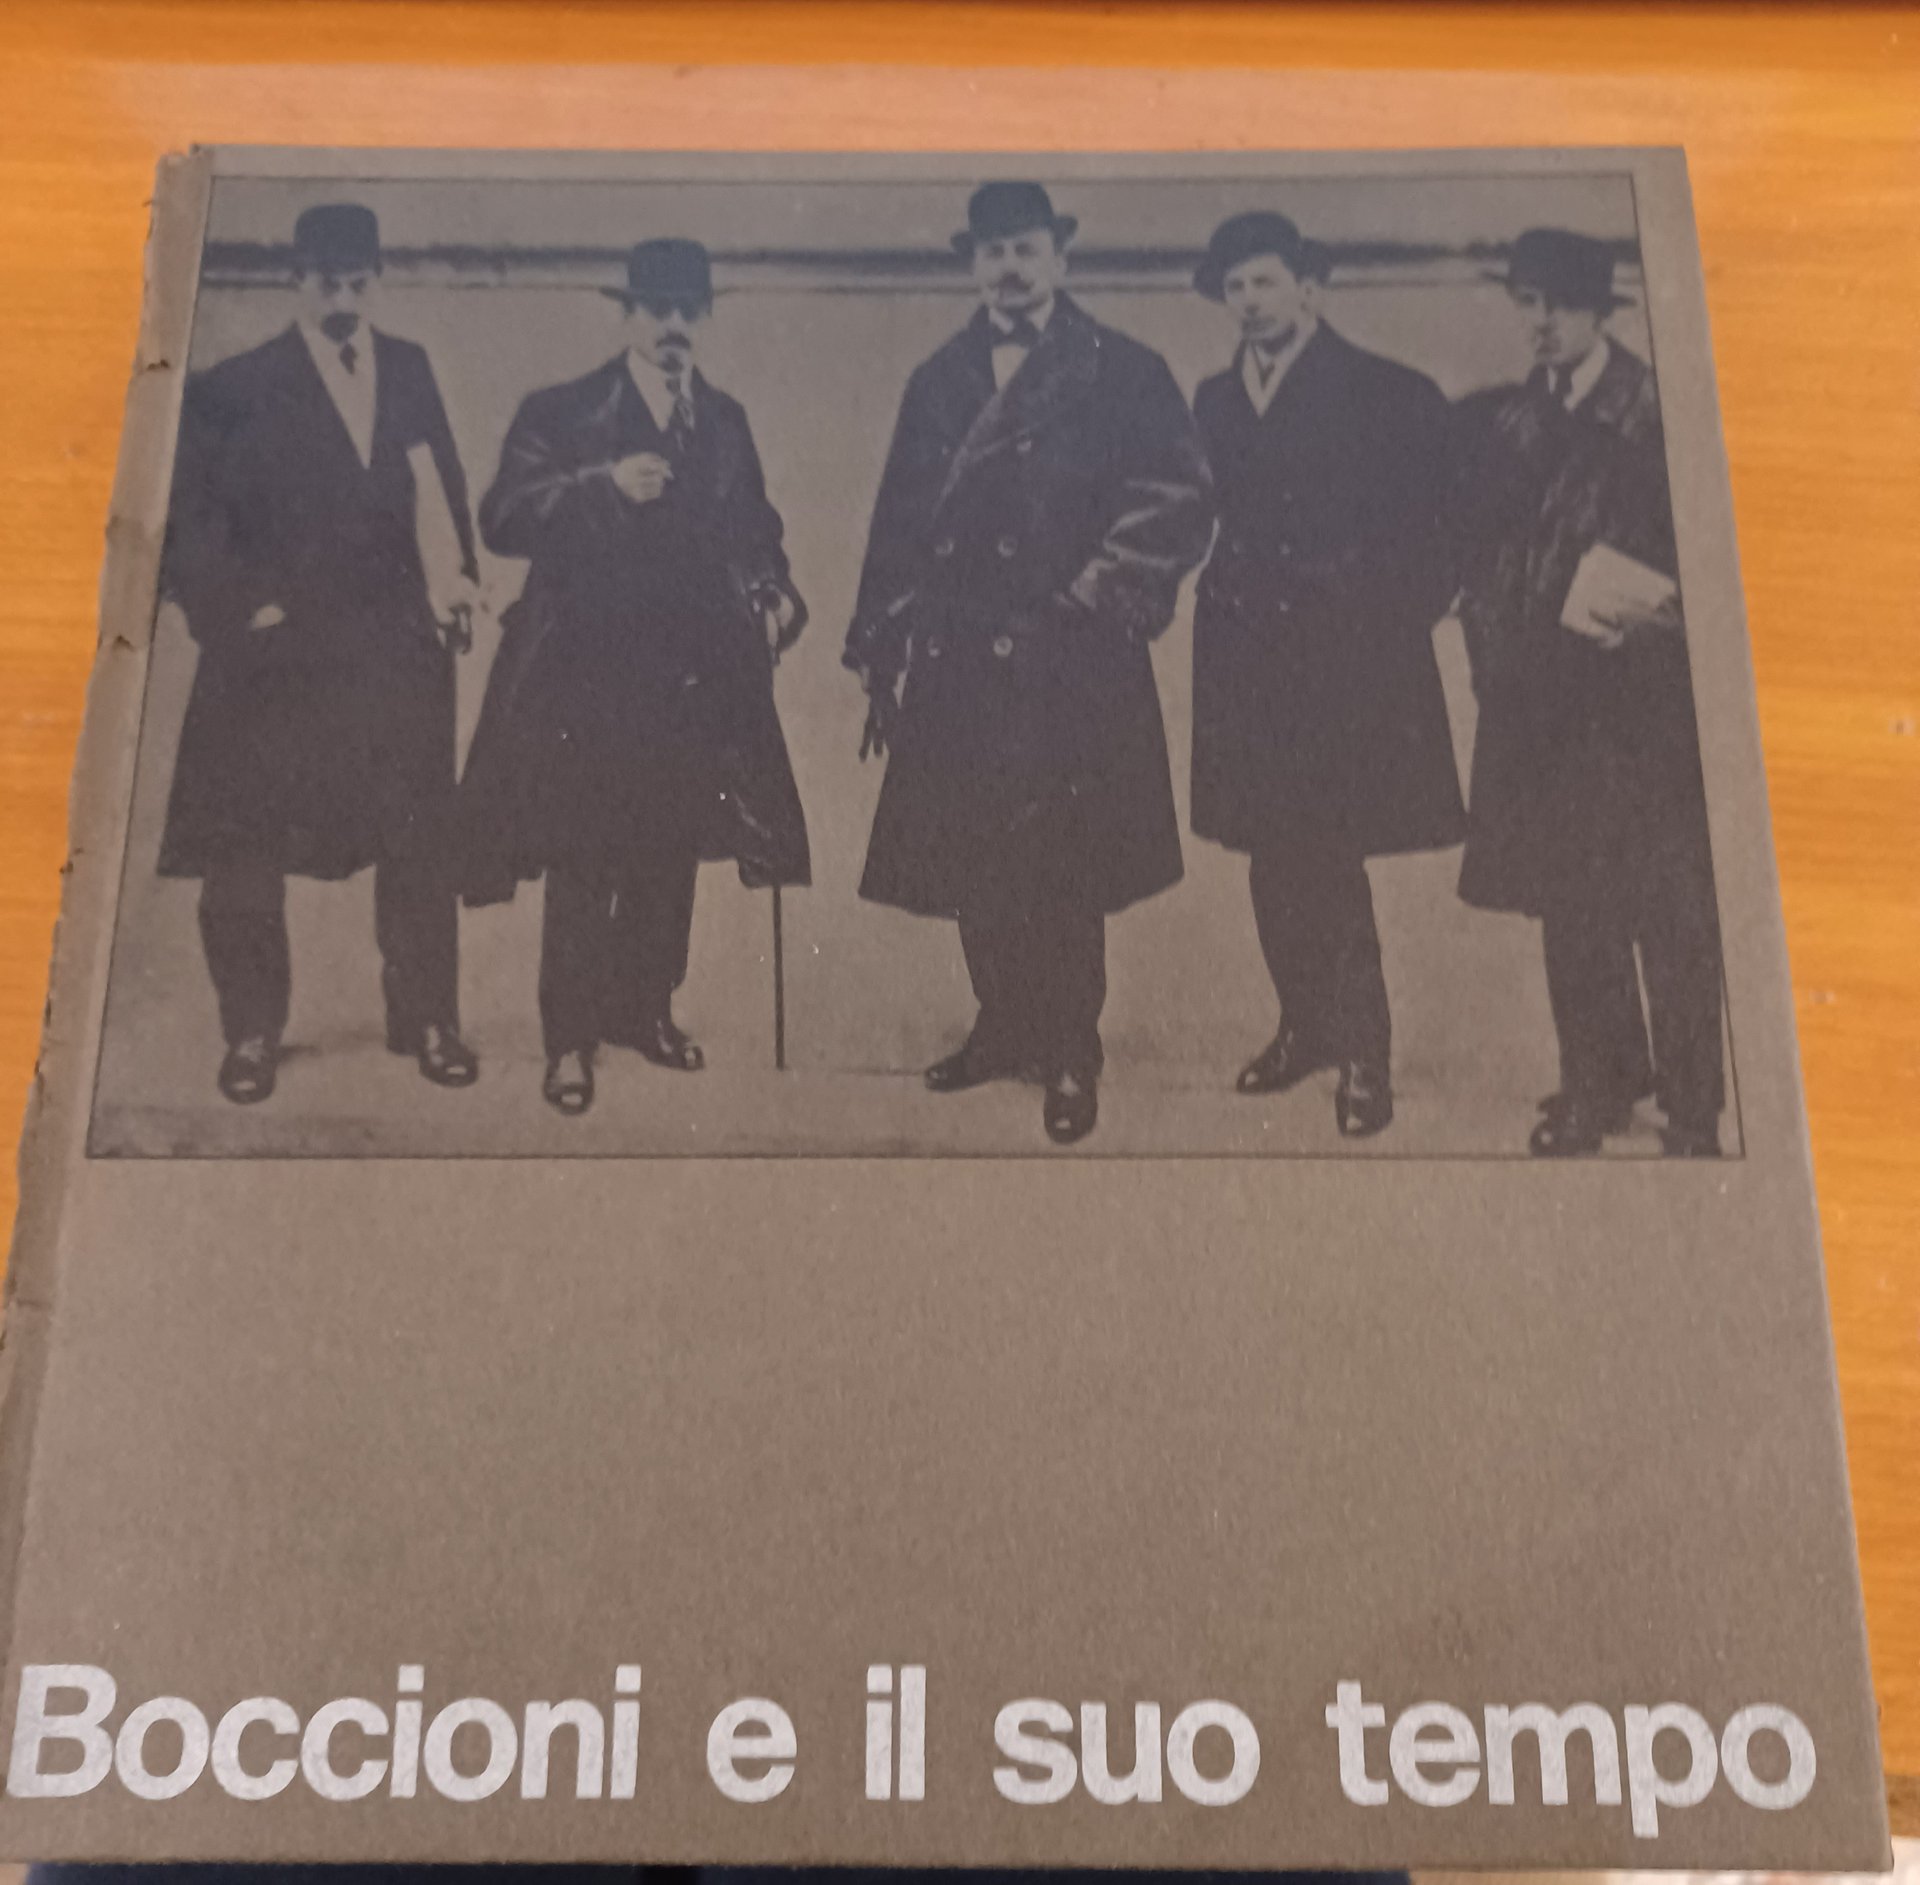 Boccioni e il suo tempo